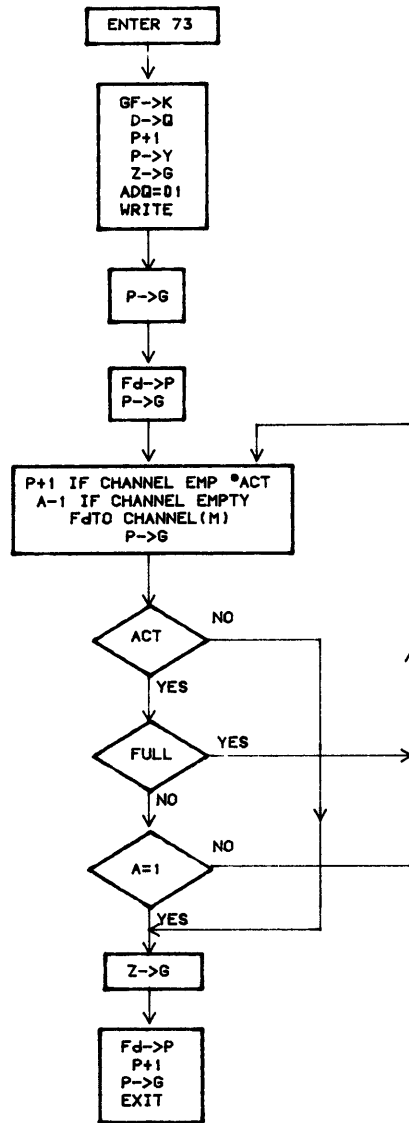 ENTER 73
GF->K
D->Q
P+1
P->Y
Z->G
ADQ=01
WRITE
P->G
Fd->P
P->G
P+1 IF CHANNEL EMP *ACT
A-1 IF CHANNEL EMPTY
FdTO CHANNEL(M)
P->G
ACT
NO
YES
FULL
YES
NO
A=1
NO
YES
Z->G
Fd->P
P+1
P->G
EXIT